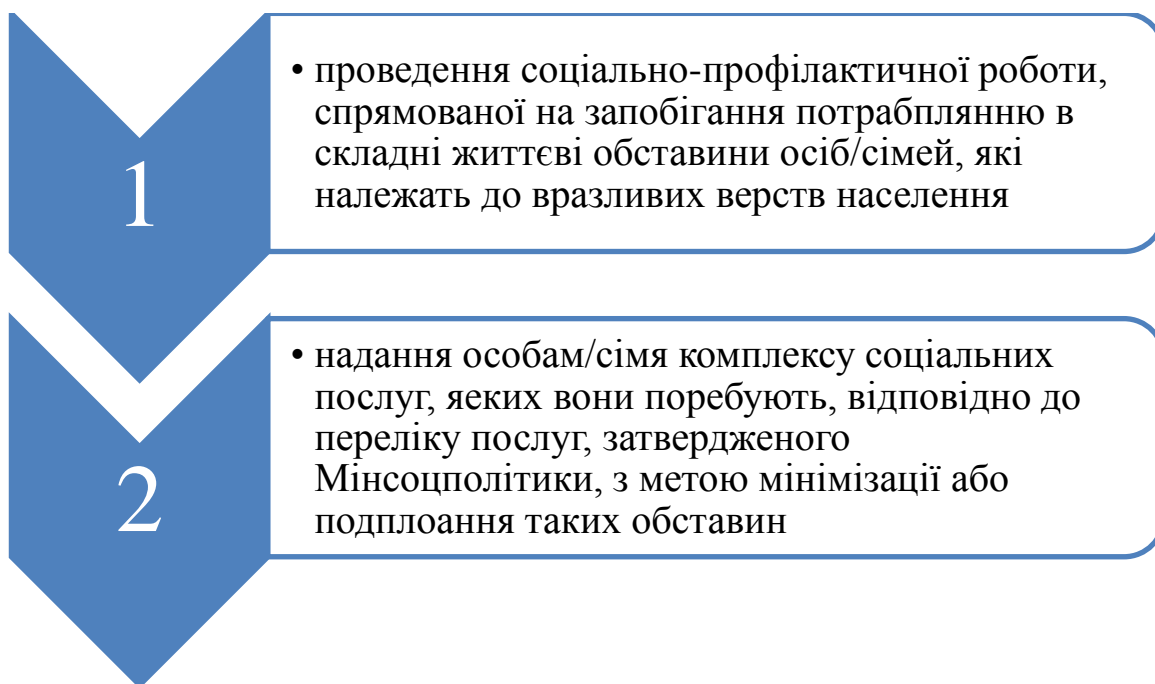 1
• проведення соціально-профілактичної роботи,
спрямованої на запобігання потрабплянню в
складні життєві обставини осіб/сімей, які
належать до вразливих верств населення
2
• надання особам/сімя комплексу соціальних
послуг, яеких вони поребують, відповідно до
переліку послуг, затвердженого
Мінсоцполітики, з метою мінімізації або
подплоання таких обставин